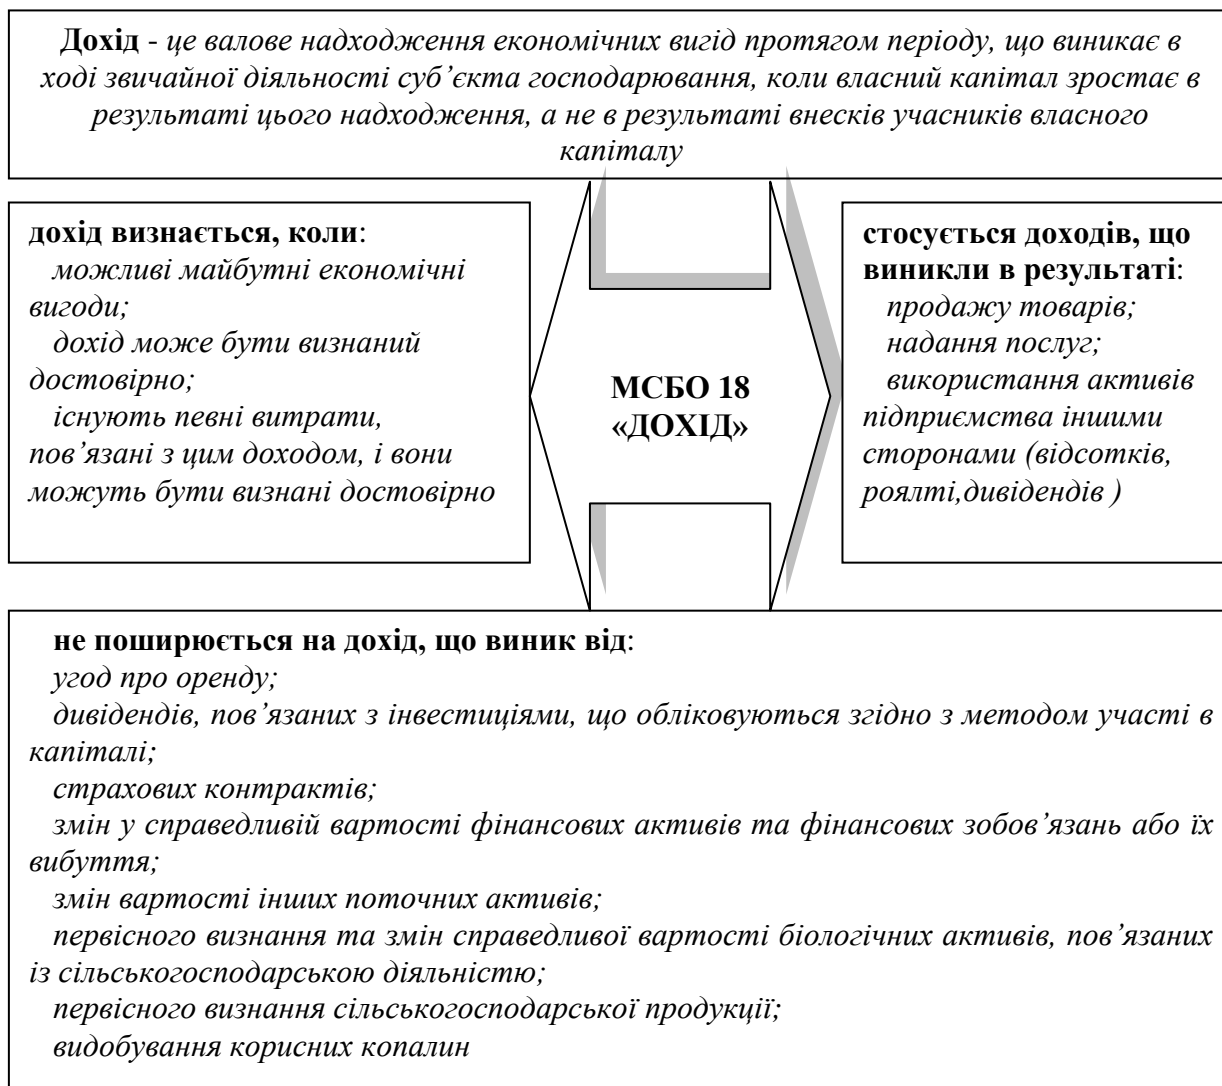 Дохід - це валове надходження економічних вигід протягом періоду, що виникає в
ході звичайної діяльності суб’єкта господарювання, коли власний капітал зростає в
результаті цього надходження, а не в результаті внесків учасників власного
капіталу
дохід визнається, коли:
можливі майбутні економічні
вигоди;
дохід може бути визнаний
достовірно;
існують певні витрати,
пов’язані з цим доходом, і вони
можуть бути визнані достовірно
МСБО 18
«ДОХІД»
стосується доходів, що
виникли в результаті:
продажу товарів;
надання послуг;
використання активів
підприємства іншими
сторонами (відсотків,
роялті,дивідендів )
не поширюється на дохід, що виник від:
угод про оренду;
дивідендів, пов’язаних з інвестиціями, що обліковуються згідно з методом участі в
капіталі;
страхових контрактів;
змін у справедливій вартості фінансових активів та фінансових зобов’язань або їх
вибуття;
змін вартості інших поточних активів;
первісного визнання та змін справедливої вартості біологічних активів, пов’язаних
із сільськогосподарською діяльністю;
первісного визнання сільськогосподарської продукції;
видобування корисних копалин